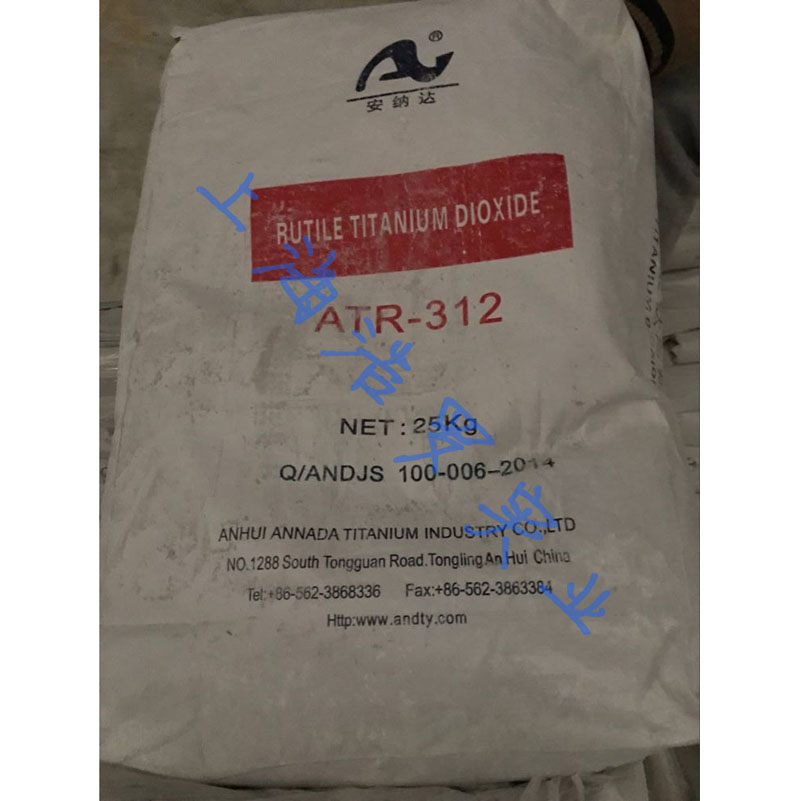 ®
安纳达
RUTILE TITANIUM DIOXIDE
ATR-312
NET: 25Kg
Q/ANDJS 100-006-2014
ANHUI ANNADA TITANIUM INDUSTRY CO.,LTD
NO.1288 South Tongguan Road.Tongling An Hui China
Tel:+86-562-3868336 Fax:+86-562-3863384
Http:www.andty.com